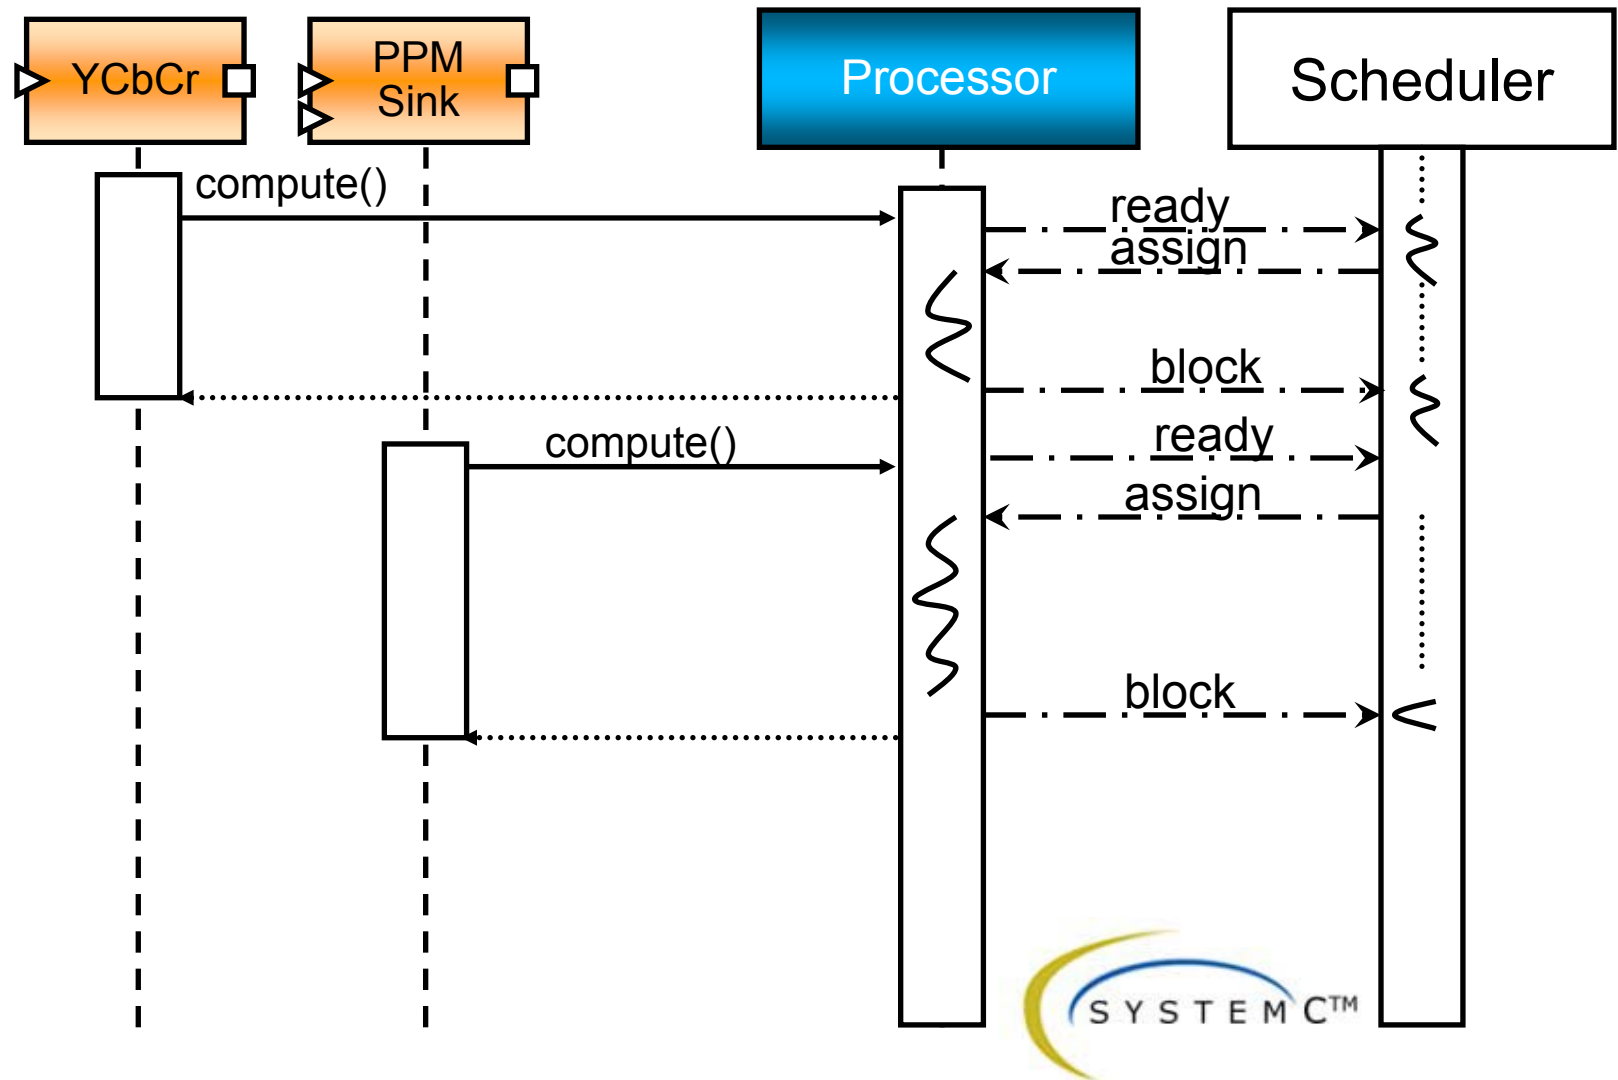 YCbCr
PPM
Sink
Processor
Scheduler
compute()
ready
assign
block
compute()
ready
assign
block
SYSTEMC™